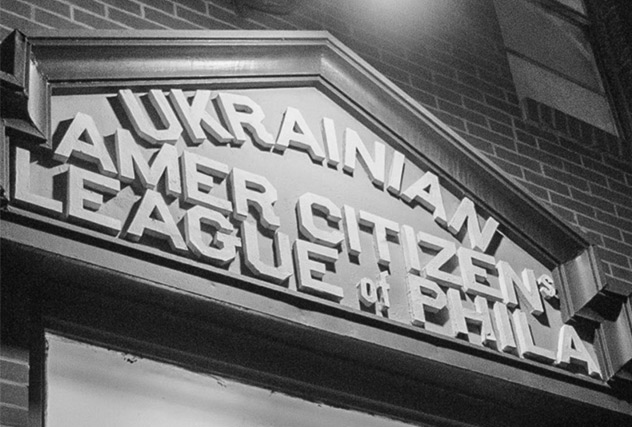 UKRAINIAN
AMER CITIZENS
LEAGUE of PHILA